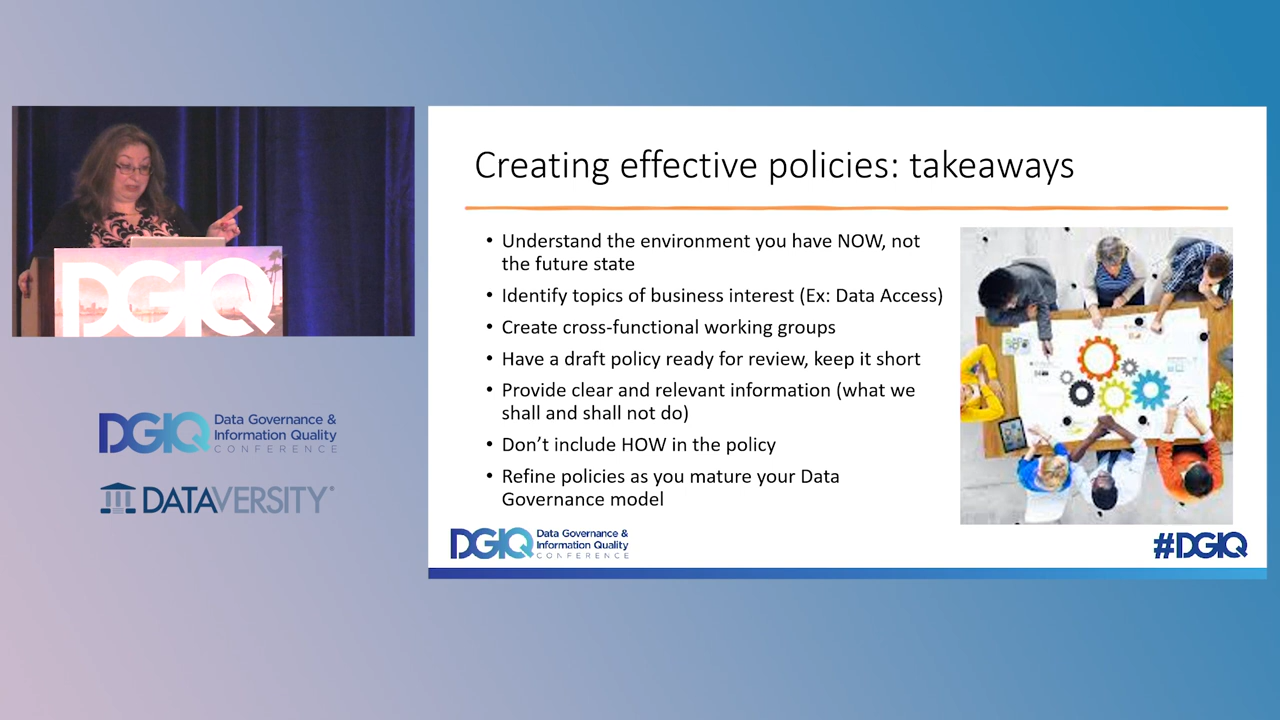 DGIQ
DGIQ Data Governance &
Information Quality
CONFERENCE
DATAVERSITY
Creating effective policies: takeaways
• Understand the environment you have NOW, not
the future state
• Identify topics of business interest (Ex: Data Access)
• Create cross-functional working groups
• Have a draft policy ready for review, keep it short
• Provide clear and relevant information (what we
shall and shall not do)
• Don’t include HOW in the policy
• Refine policies as you mature your Data
Governance model
DGIQ Data Governance &
Information Quality
CONFERENCE
#DGIQ